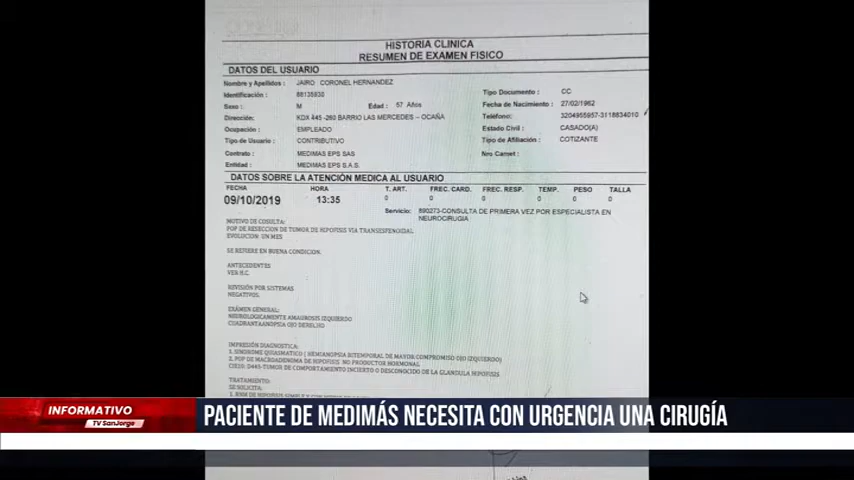 HISTORIA CLINICA
RESUMEN DE EXAMEN FISICO
DATOS DEL USUARIO
Nombre y Apellidos : JAIRO CORONEL HERNANDEZ
Identificación : 88135830 Tipo Documento : CC
Sexo : M Edad : 57 Años Fecha de Nacimiento : 27/02/1962
Dirección: KDX 445 -260 BARRIO LAS MERCEDES – OCAÑA Teléfono: 3204955957-3118834010
Ocupación : EMPLEADO Estado Civil : CASADO(A)
Tipo de Usuario : CONTRIBUTIVO Tipo de Afiliación : COTIZANTE
Contrato : MEDIMAS EPS SAS Nro Carnet :
Entidad : MEDIMAS EPS S.A.S.
DATOS SOBRE LA ATENCIÓN MEDICA AL USUARIO
FECHA HORA T. ART. FREC. CARD. FREC. RESP. TEMP. PESO TALLA
09/10/2019 13:35 0 0 0 0 0 0
Servicio: 890273-CONSULTA DE PRIMERA VEZ POR ESPECIALISTA EN
NEUROCIRUGIA
MOTIVO DE CONSULTA:
POP DE RESECCION DE TUMOR DE HIPOFISIS VIA TRANSESFENOIDAL
EVOLUCION: UN MES
SE REFIERE EN BUENA CONDICION.
ANTECEDENTES
VER H.C.
REVISIÓN POR SISTEMAS
NEGATIVOS.
EXÁMEN GENERAL:
NEUROLOGICAMENTE AMAUROSIS IZQUIERDO
CUADRANTAANOPSIA OJO DERECHO
IMPRESIÓN DIAGNOSTICA:
1. SINDROME QUIASMATICO ( HEMIANOPSIA BITEMPORAL DE MAYOR COMPROMISO OJO IZQUIERDO)
2. POP DE MACROADENOMA DE HIPOFISIS NO PRODUCTOR HORMONAL
CIE10: D443-TUMOR DE COMPORTAMIENTO INCIERTO O DESCONOCIDO DE LA GLANDULA HIPOFISIS
TRATAMIENTO:
SE SOLICITA:
1. RNM DE HIPOFISIS SIMPLE
INFORMATIVO
TV SanJorge
PACIENTE DE MEDIMÁS NECESITA CON URGENCIA UNA CIRUGÍA